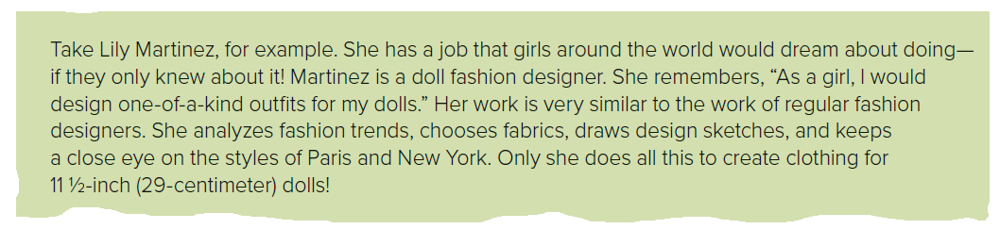 Take Lily Martinez, for example. She has a job that girls around the world would dream about doing—
if they only knew about it! Martinez is a doll fashion designer. She remembers, “As a girl, I would
design one-of-a-kind outfits for my dolls.” Her work is very similar to the work of regular fashion
designers. She analyzes fashion trends, chooses fabrics, draws design sketches, and keeps
a close eye on the styles of Paris and New York. Only she does all this to create clothing for
11 ½-inch (29-centimeter) dolls!